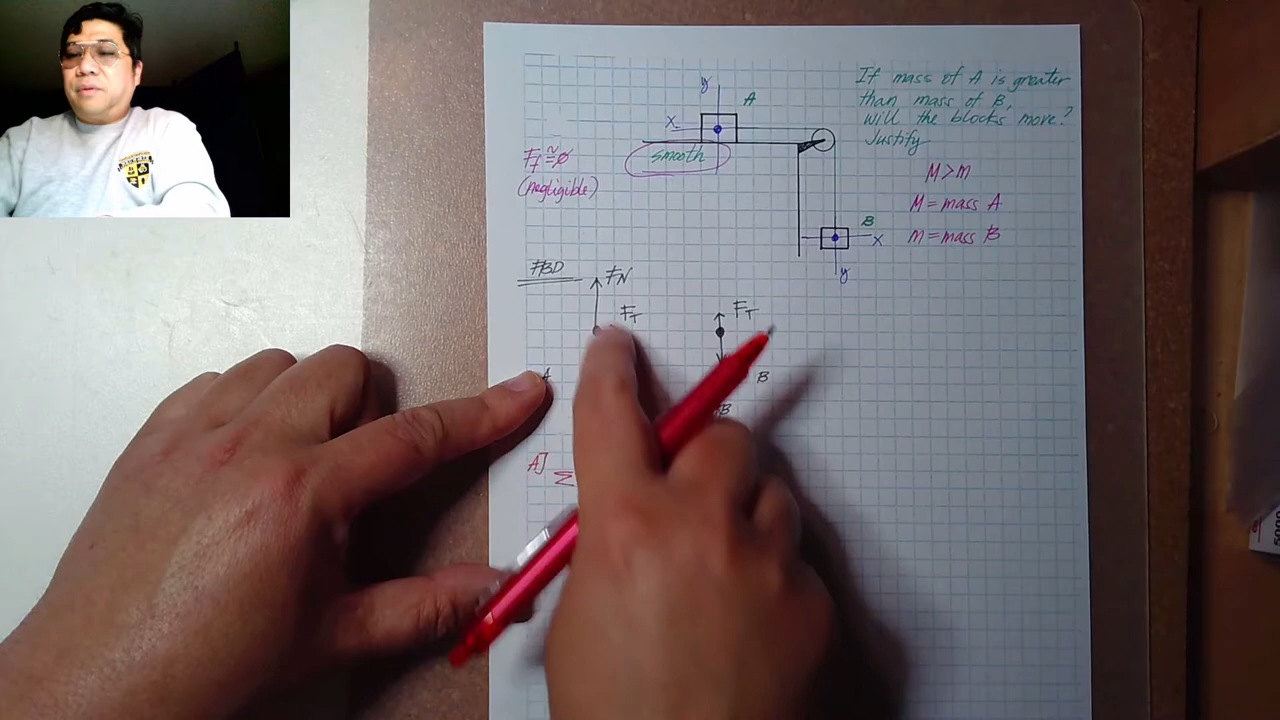 If mass of A is greater
than mass of B,
will the blocks move?
Justify
y
A
X
smooth
Ff ≅ ∅
(negligible)
M > m
M = mass A
m = mass B
B
X
y
FBD
FN
FT
FT
A
B
B
A] Σ